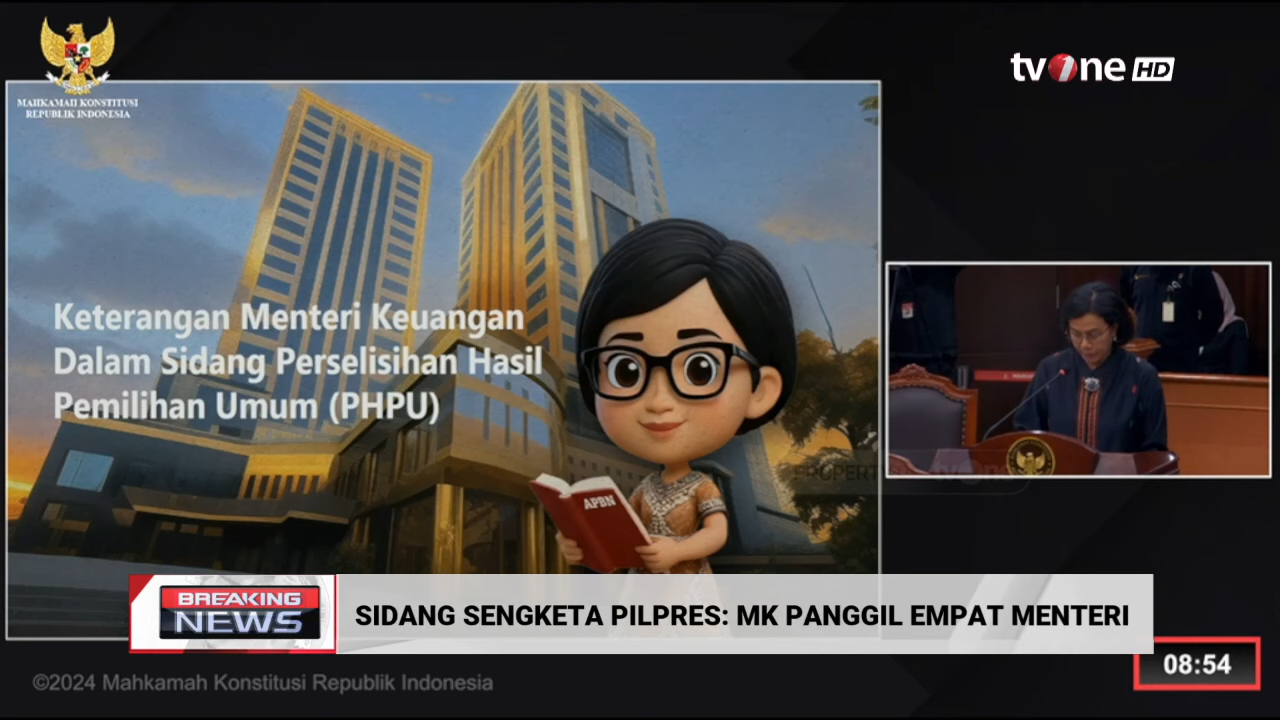 MAHKAMAH KONSTITUSI
REPUBLIK INDONESIA
tvOne HD
Keterangan Menteri Keuangan
Dalam Sidang Perselisihan Hasil
Pemilihan Umum (PHPU)
APBN
BREAKING
NEWS
SIDANG SENGKETA PILPRES: MK PANGGIL EMPAT MENTERI
08:54
©2024 Mahkamah Konstitusi Republik Indonesia